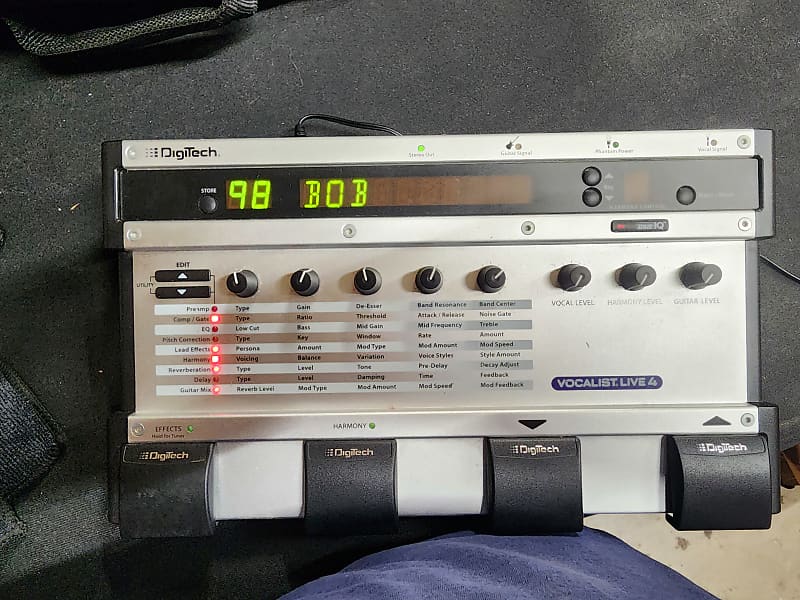 DigiTech
Stereo Out
Guitar Signal
Phantom Power
Vocal Signal
STORE
98 BOB
Key
EDIT
UTILITY
VOCAL LEVEL
HARMONY LEVEL
GUITAR LEVEL
Preamp Type Gain De-Esser Band Resonance Band Center
Comp / Gate Type Ratio Threshold Attack / Release Noise Gate
EQ Low Cut Bass Mid Gain Mid Frequency Treble
Pitch Correction Type Key Window Rate Amount
Lead Effects Persona Amount Mod Type Mod Amount Mod Speed
Harmony Voicing Balance Variation Voice Styles Style Amount
Reverberation Type Level Tone Pre-Delay Decay Adjust
Delay Type Level Damping Time Feedback
Guitar Mix Reverb Level Mod Type Mod Amount Mod Speed Mod Feedback
VOCALIST. LIVE 4
EFFECTS
Hold for Tuner
HARMONY
DigiTech
DigiTech
DigiTech
DigiTech